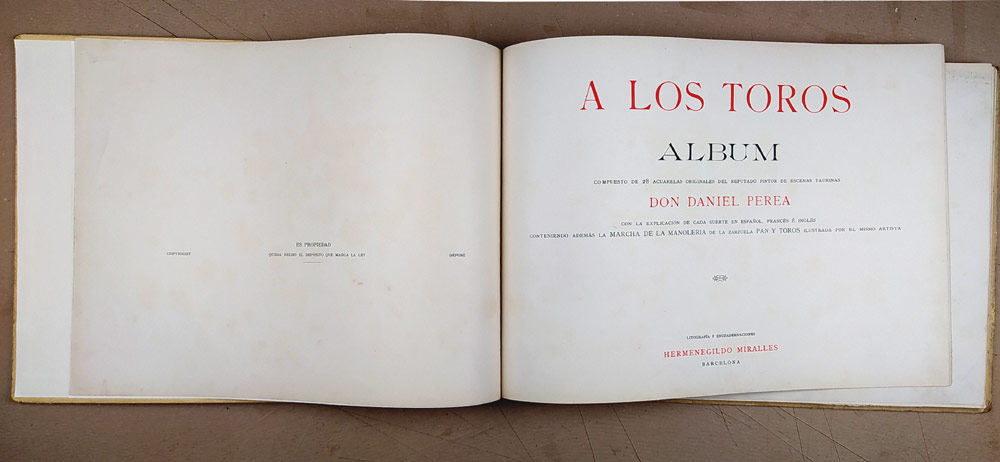 ES PROPIEDAD
COPYRIGHT QUEDA HECHO EL DEPÓSITO QUE MARCA LA LEY DÉPOSÉ
A LOS TOROS
ALBUM
COMPUESTO DE 28 ACUARELAS ORIGINALES DEL REPUTADO PINTOR DE ESCENAS TAURINAS
DON DANIEL PEREA
CON LA EXPLICACIÓN DE CADA SUERTE EN ESPAÑOL, FRANCÉS É INGLÉS
CONTENIENDO ADEMÁS LA MARCHA DE LA MANOLERIA DE LA ZARZUELA PAN Y TOROS ILUSTRADA POR EL MISMO ARTISTA
LITOGRAFÍA Y ENCUADERNACIONES
HERMENEGILDO MIRALLES
BARCELONA